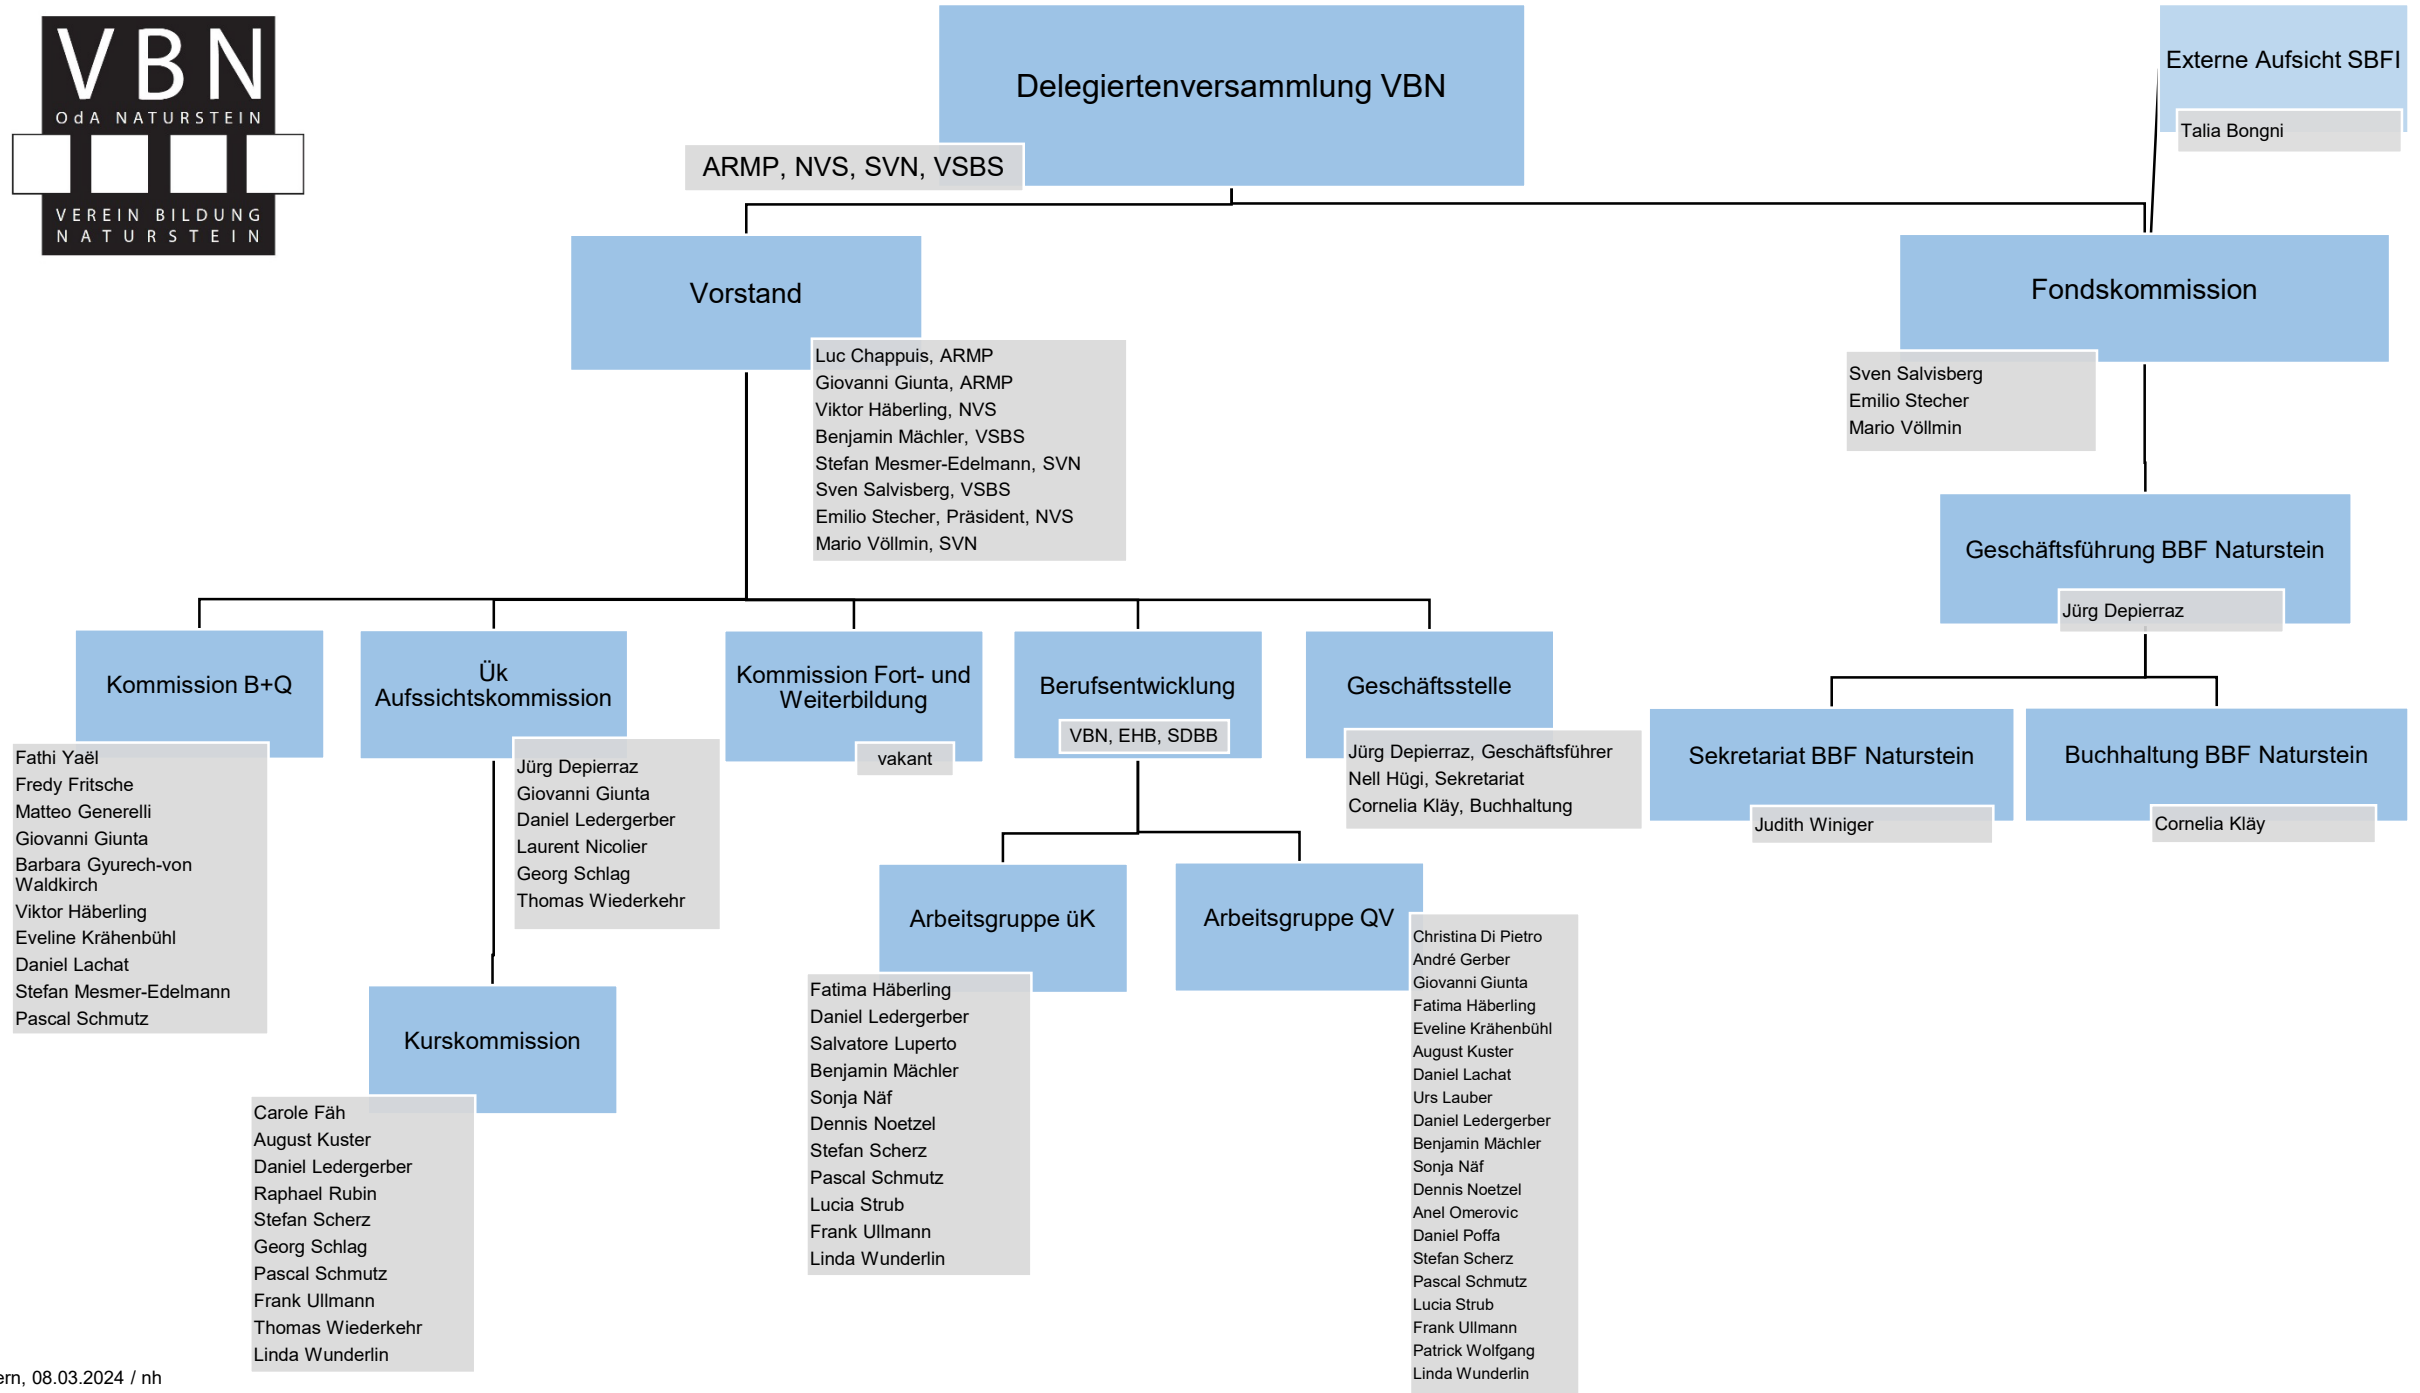 VBN
OdA NATURSTEIN
VEREIN BILDUNG
NATURSTEIN
Delegiertenversammlung VBN
ARMP, NVS, SVN, VSBS
Externe Aufsicht SBFI
Talia Bongni
Vorstand
Luc Chappuis, ARMP
Giovanni Giunta, ARMP
Viktor Häberling, NVS
Benjamin Mächler, VSBS
Stefan Mesmer-Edelmann, SVN
Sven Salvisberg, VSBS
Emilio Stecher, Präsident, NVS
Mario Völlmin, SVN
Fondskommission
Sven Salvisberg
Emilio Stecher
Mario Völlmin
Geschäftsführung BBF Naturstein
Jürg Depierraz
Kommission B+Q
Fathi Yaël
Fredy Fritsche
Matteo Generelli
Giovanni Giunta
Barbara Gyurech-von
Waldkirch
Viktor Häberling
Eveline Krähenbühl
Daniel Lachat
Stefan Mesmer-Edelmann
Pascal Schmutz
Ük
Aufssichtskommission
Jürg Depierraz
Giovanni Giunta
Daniel Ledergerber
Laurent Nicolier
Georg Schlag
Thomas Wiederkehr
Kurskommission
Carole Fäh
August Kuster
Daniel Ledergerber
Raphael Rubin
Stefan Scherz
Georg Schlag
Pascal Schmutz
Frank Ullmann
Thomas Wiederkehr
Linda Wunderlin
Kommission Fort- und
Weiterbildung
vakant
Berufsentwicklung
VBN, EHB, SDBB
Arbeitsgruppe üK
Fatima Häberling
Daniel Ledergerber
Salvatore Luperto
Benjamin Mächler
Sonja Näf
Dennis Noetzel
Stefan Scherz
Pascal Schmutz
Lucia Strub
Frank Ullmann
Linda Wunderlin
Arbeitsgruppe QV
Christina Di Pietro
André Gerber
Giovanni Giunta
Fatima Häberling
Eveline Krähenbühl
August Kuster
Daniel Lachat
Urs Lauber
Daniel Ledergerber
Benjamin Mächler
Sonja Näf
Dennis Noetzel
Anel Omerovic
Daniel Poffa
Stefan Scherz
Pascal Schmutz
Lucia Strub
Frank Ullmann
Patrick Wolfgang
Linda Wunderlin
Geschäftsstelle
Jürg Depierraz, Geschäftsführer
Nell Hügi, Sekretariat
Cornelia Kläy, Buchhaltung
Sekretariat BBF Naturstein
Judith Winiger
Buchhaltung BBF Naturstein
Cornelia Kläy
ern, 08.03.2024 / nh